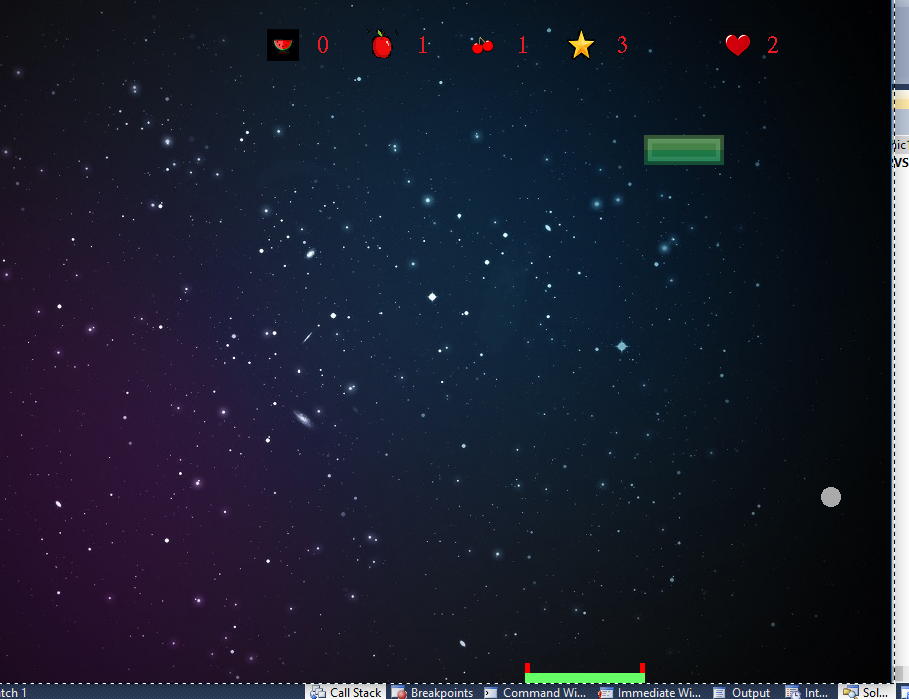 0 1 1 3 2
VS
tch 1 Call Stack Breakpoints Command Wi... Immediate Wi... Output Int... Sol...